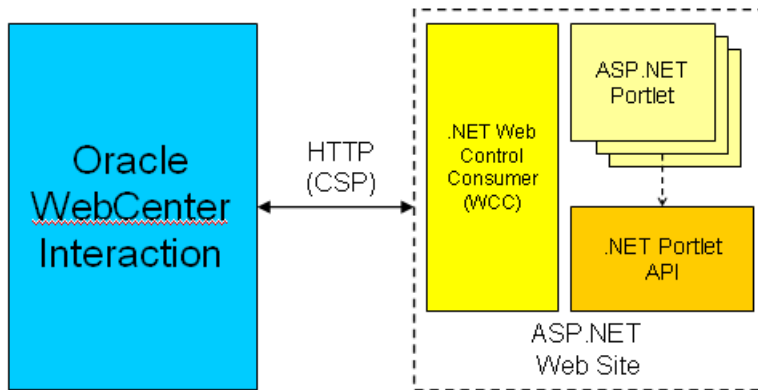 Oracle
WebCenter
Interaction
HTTP
(CSP)
.NET Web
Control
Consumer
(WCC)
ASP.NET
Portlet
.NET Portlet
API
ASP.NET
Web Site